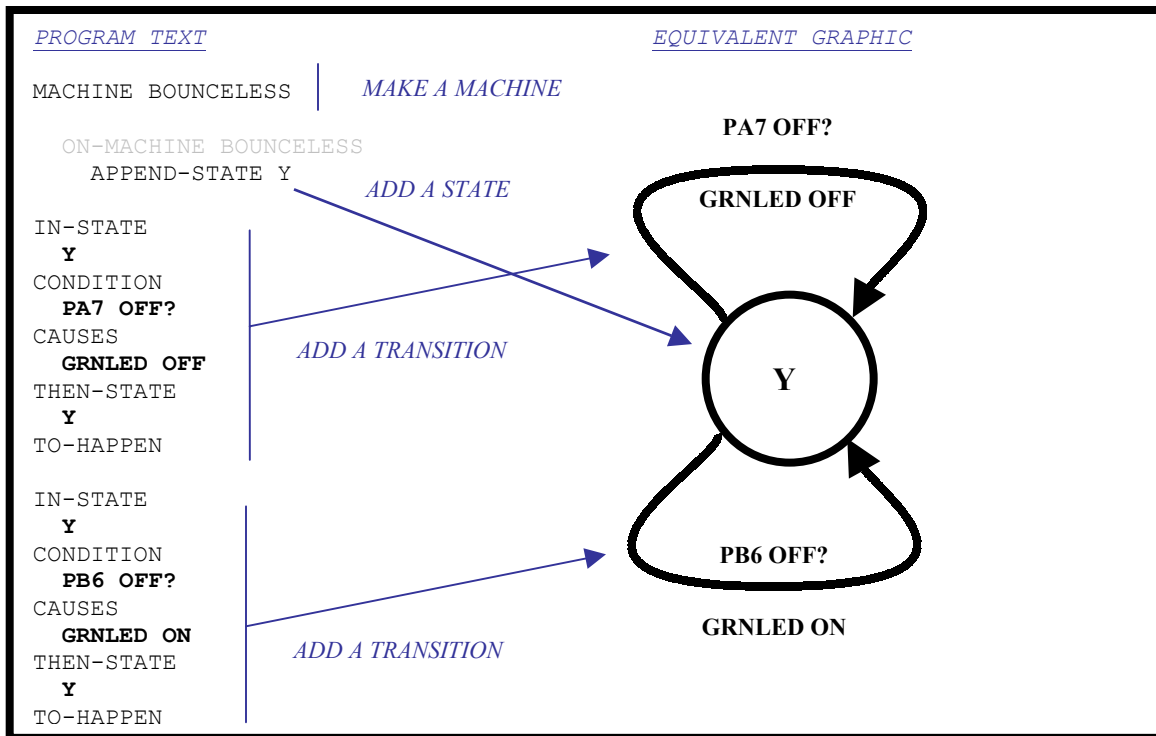 PROGRAM TEXT
EQUIVALENT GRAPHIC
MACHINE BOUNCELESS
MAKE A MACHINE
ON-MACHINE BOUNCELESS
APPEND-STATE Y
ADD A STATE
IN-STATE
Y
CONDITION
PA7 OFF?
CAUSES
GRNLED OFF
THEN-STATE
Y
TO-HAPPEN
ADD A TRANSITION
IN-STATE
Y
CONDITION
PB6 OFF?
CAUSES
GRNLED ON
THEN-STATE
Y
TO-HAPPEN
ADD A TRANSITION
PA7 OFF?
GRNLED OFF
Y
PB6 OFF?
GRNLED ON